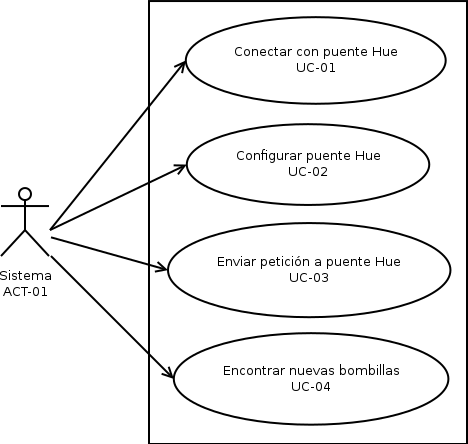 Conectar con puente Hue
UC-01
Configurar puente Hue
UC-02
Enviar petición a puente Hue
UC-03
Encontrar nuevas bombillas
UC-04
Sistema
ACT-01